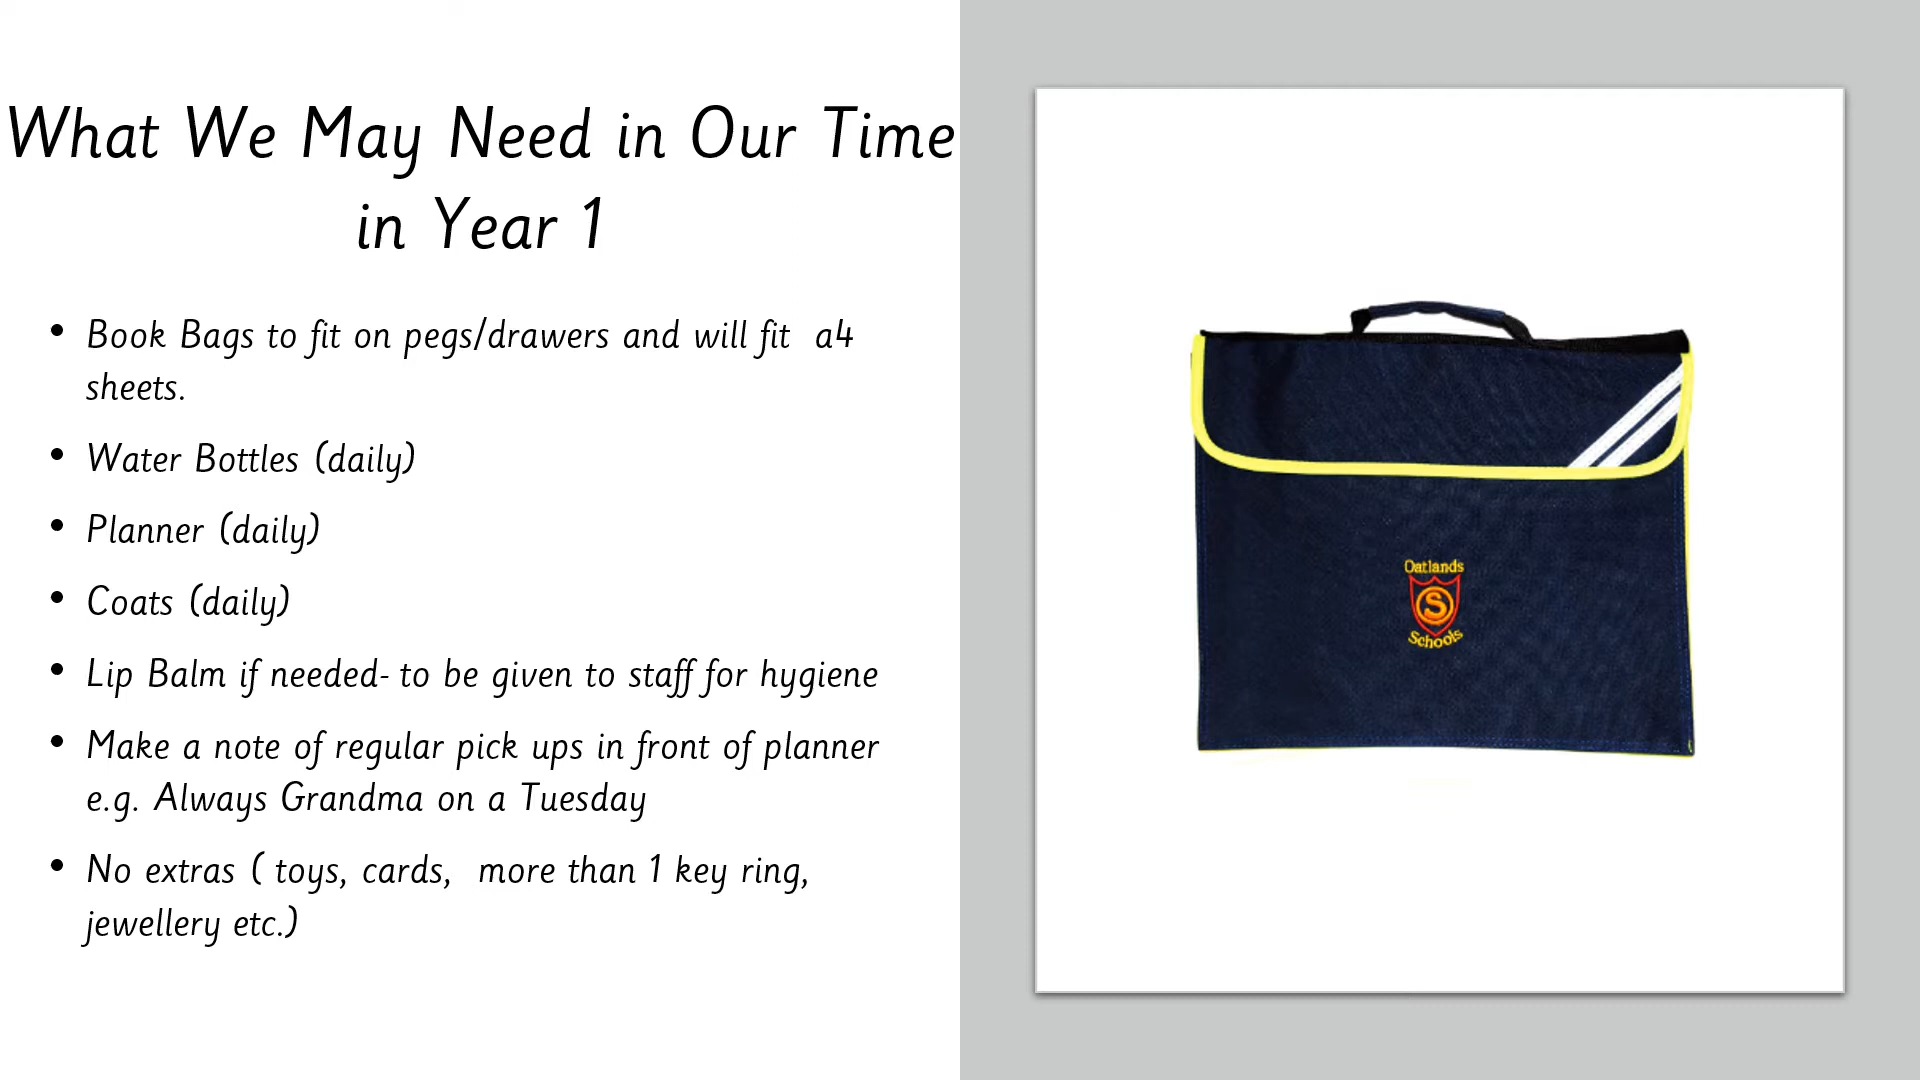 What We May Need in Our Time
in Year 1
• Book Bags to fit on pegs/drawers and will fit  a4
sheets.
• Water Bottles (daily)
• Planner (daily)
• Coats (daily)
• Lip Balm if needed- to be given to staff for hygiene
• Make a note of regular pick ups in front of planner
e.g. Always Grandma on a Tuesday
• No extras ( toys, cards,  more than 1 key ring,
jewellery etc.)
Oatlands
S
Schools